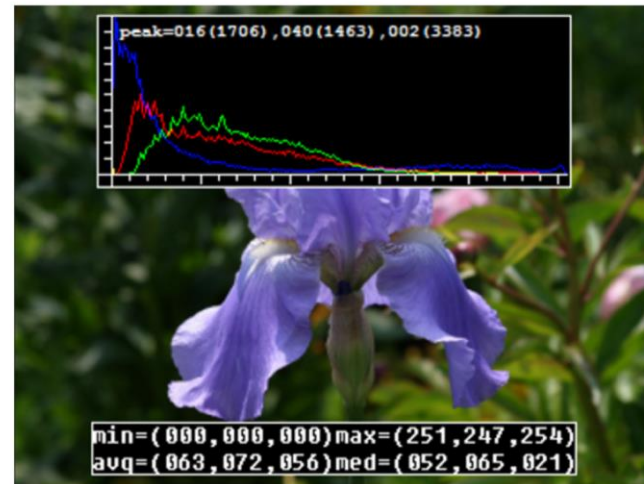 peak=016(1706),040(1463),002(3383)
min=(000,000,000)max=(251,247,254)
avg=(063,072,056)med=(052,065,021)